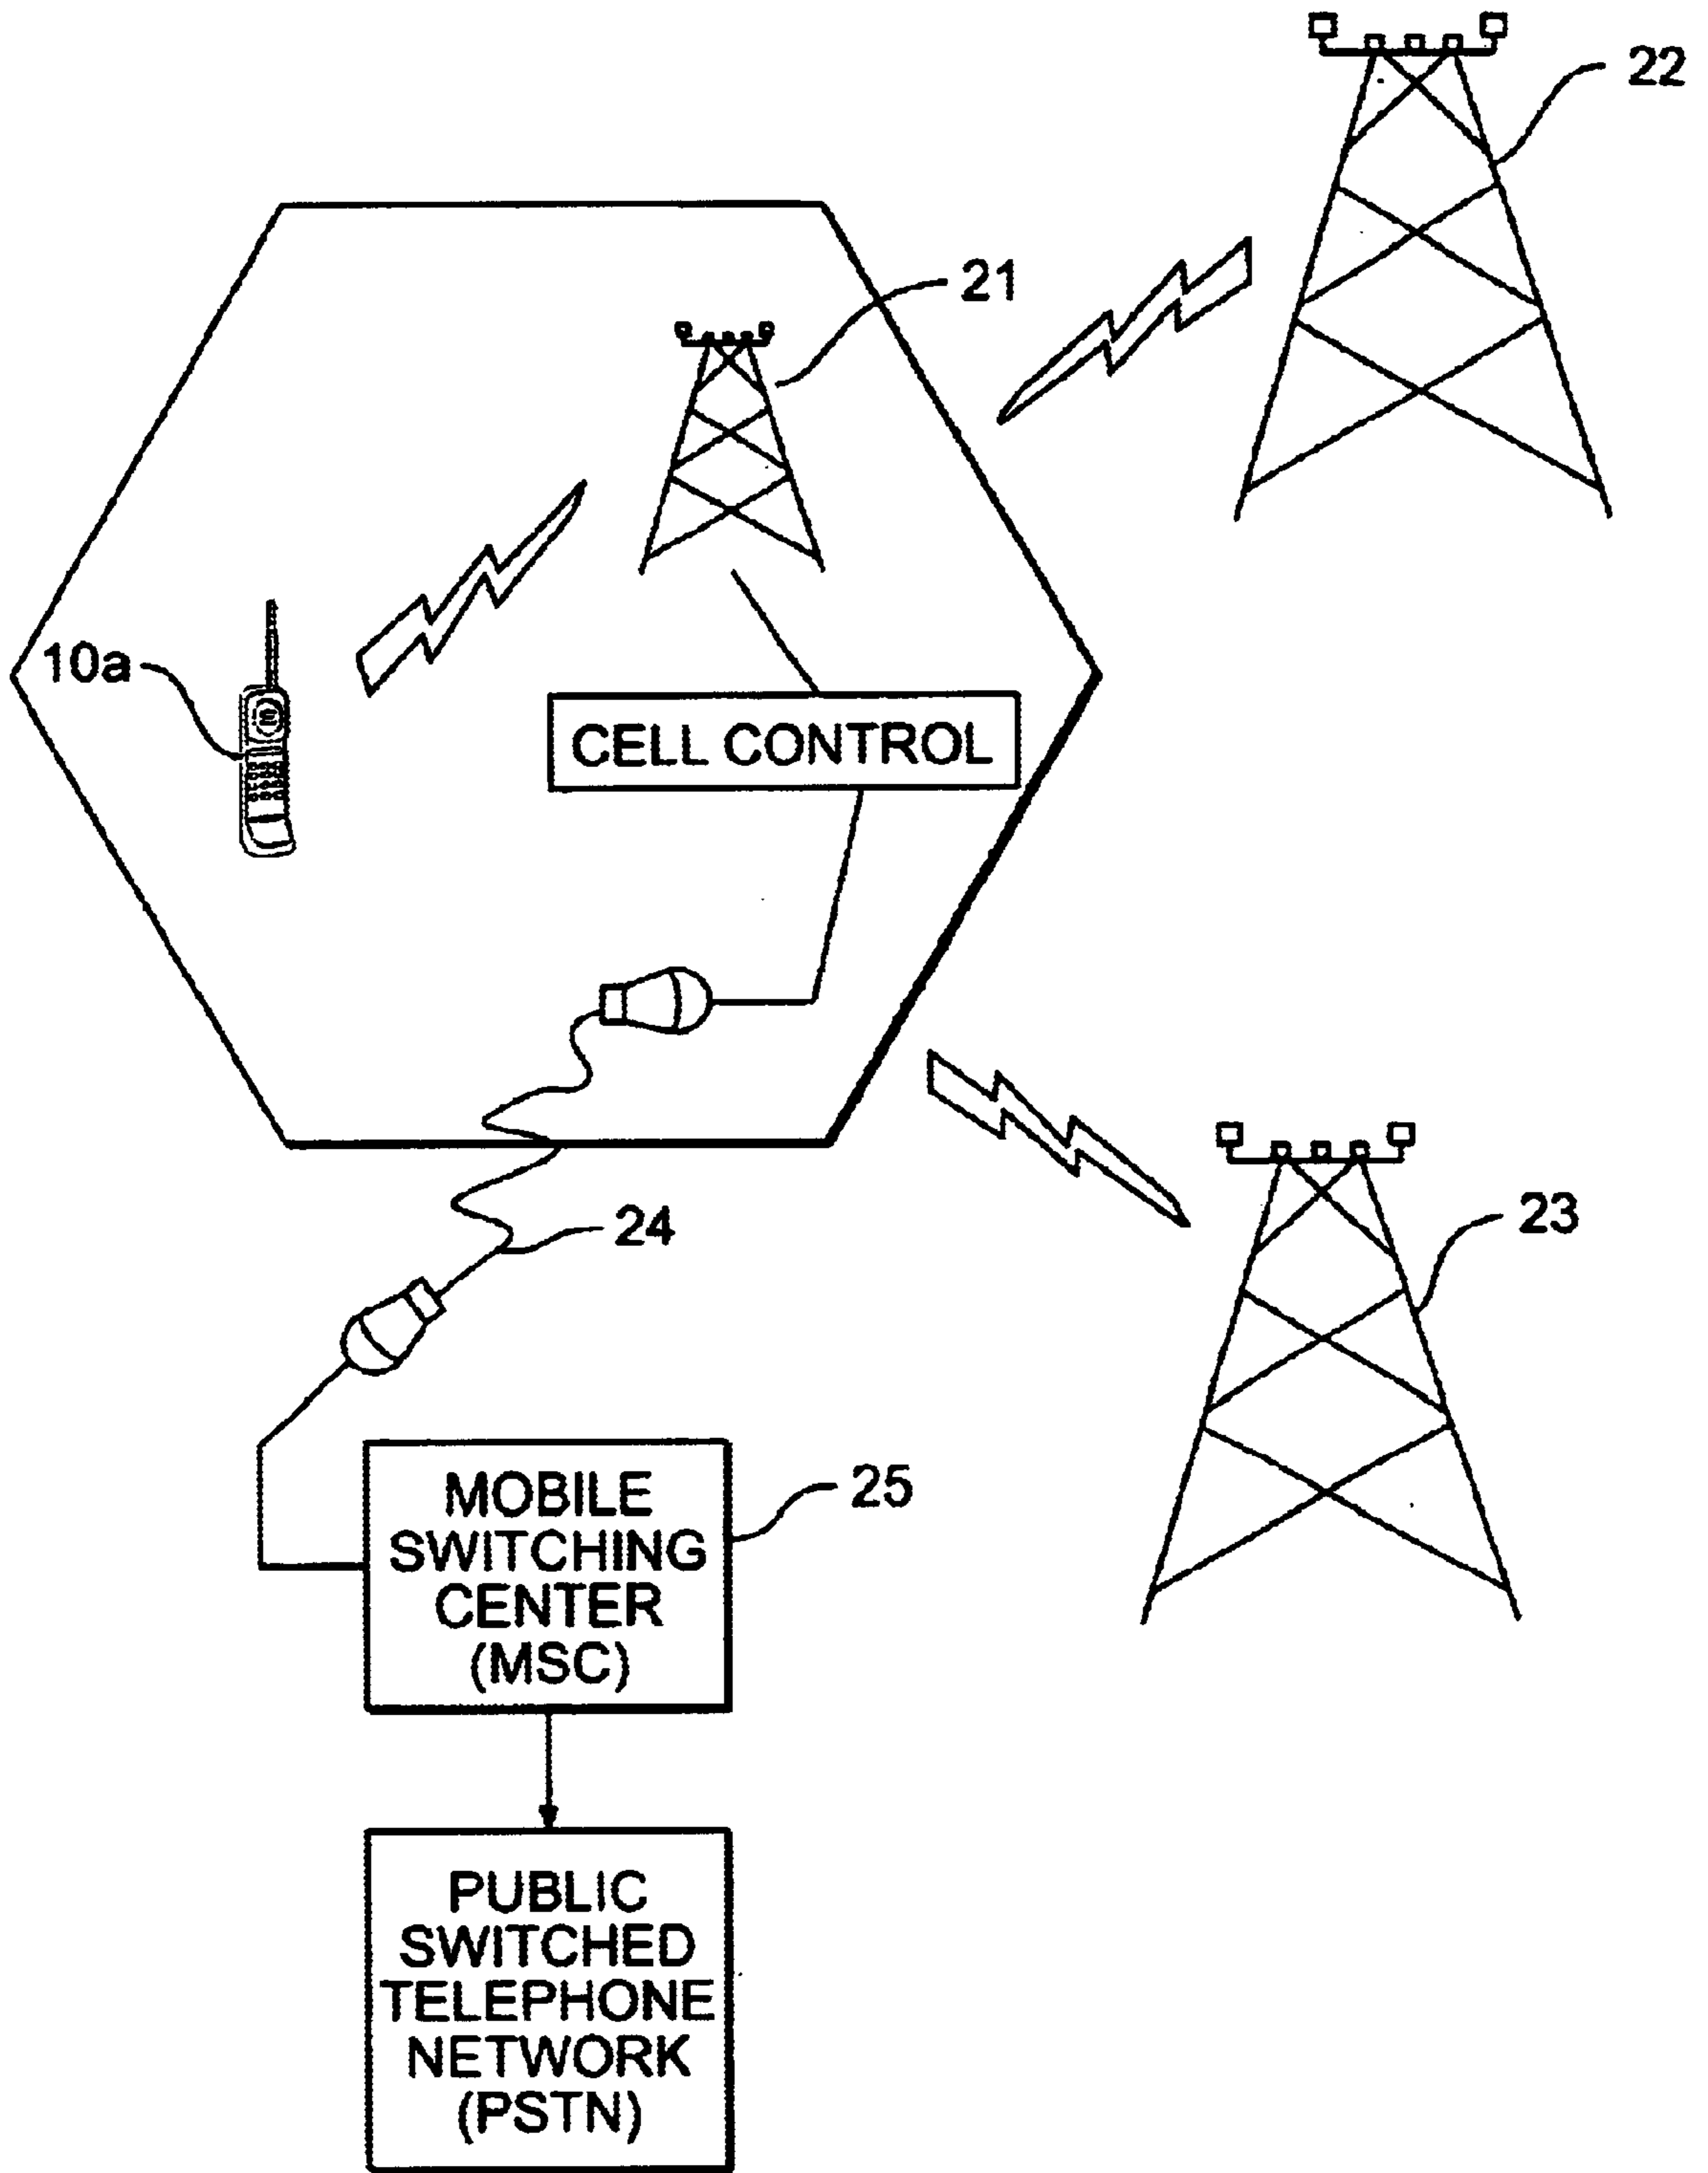 22
21
10a
CELL CONTROL
24
23
25
MOBILE
SWITCHING
CENTER
(MSC)
PUBLIC
SWITCHED
TELEPHONE
NETWORK
(PSTN)